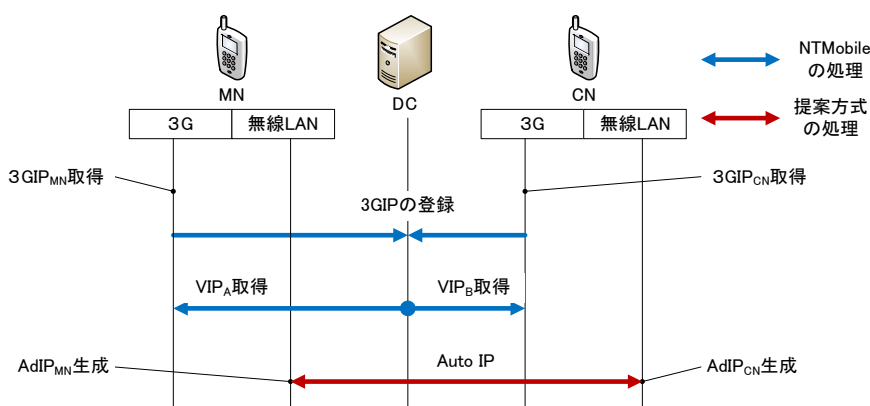 NTMobile
の処理
提案方式
の処理
MN
DC
CN
3G
無線LAN
3G
無線LAN
3GIPMN取得
3GIPCN取得
3GIPの登録
VIPA取得
VIPB取得
AdIPMN生成
Auto IP
AdIPCN生成